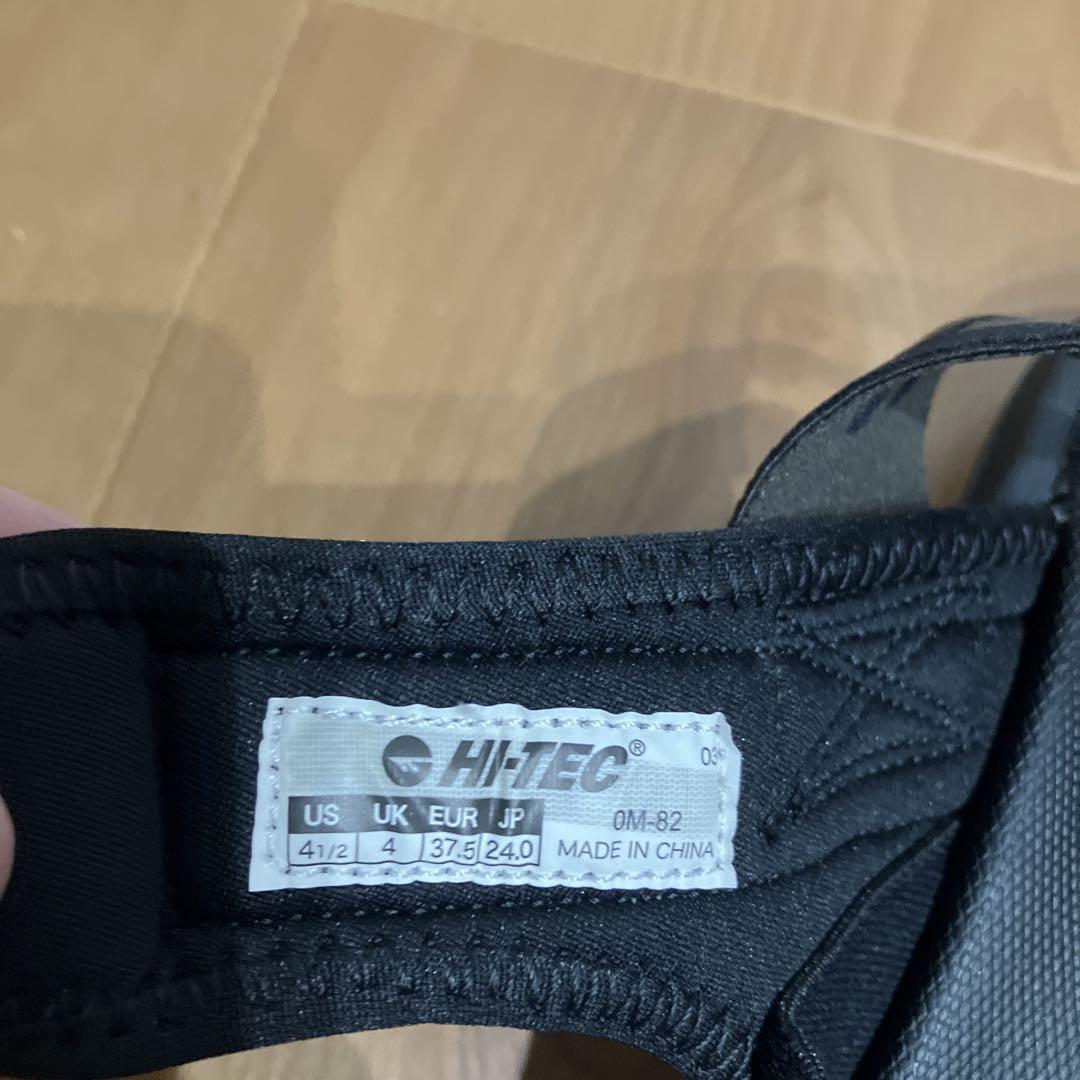 HI-TEC® 03
US UK EUR JP
4 1/2 4 37.5 24.0
0M-82
MADE IN CHINA